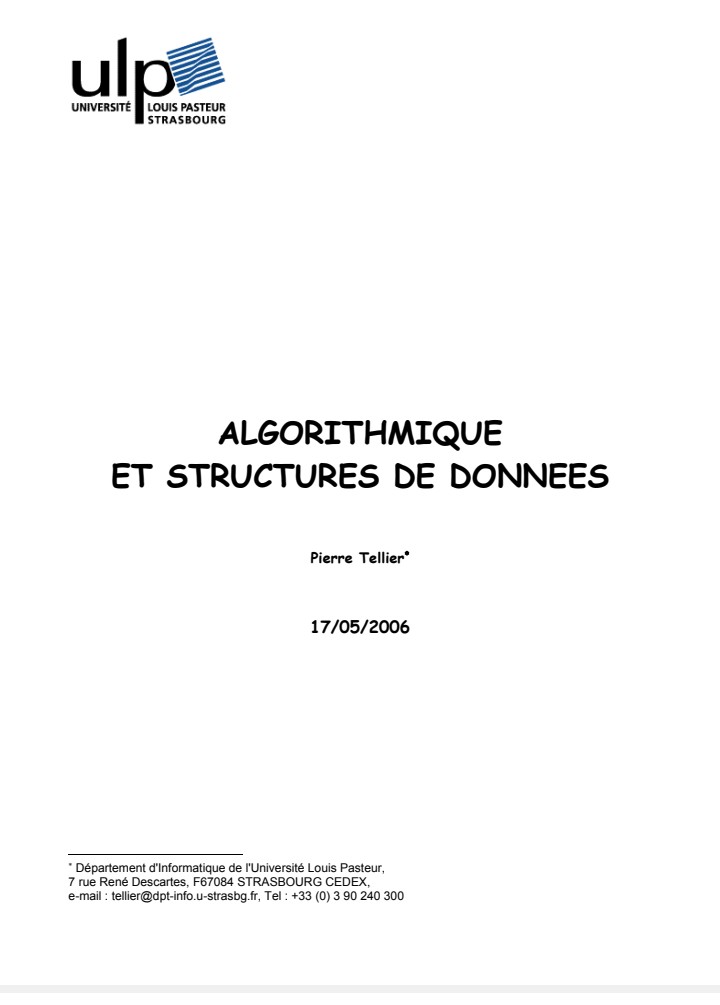 ulp
UNIVERSITÉ LOUIS PASTEUR
STRASBOURG
ALGORITHMIQUE
ET STRUCTURES DE DONNEES
Pierre Tellier*
17/05/2006
* Département d'Informatique de l'Université Louis Pasteur,
7 rue René Descartes, F67084 STRASBOURG CEDEX,
e-mail : tellier@dpt-info.u-strasbg.fr, Tel : +33 (0) 3 90 240 300